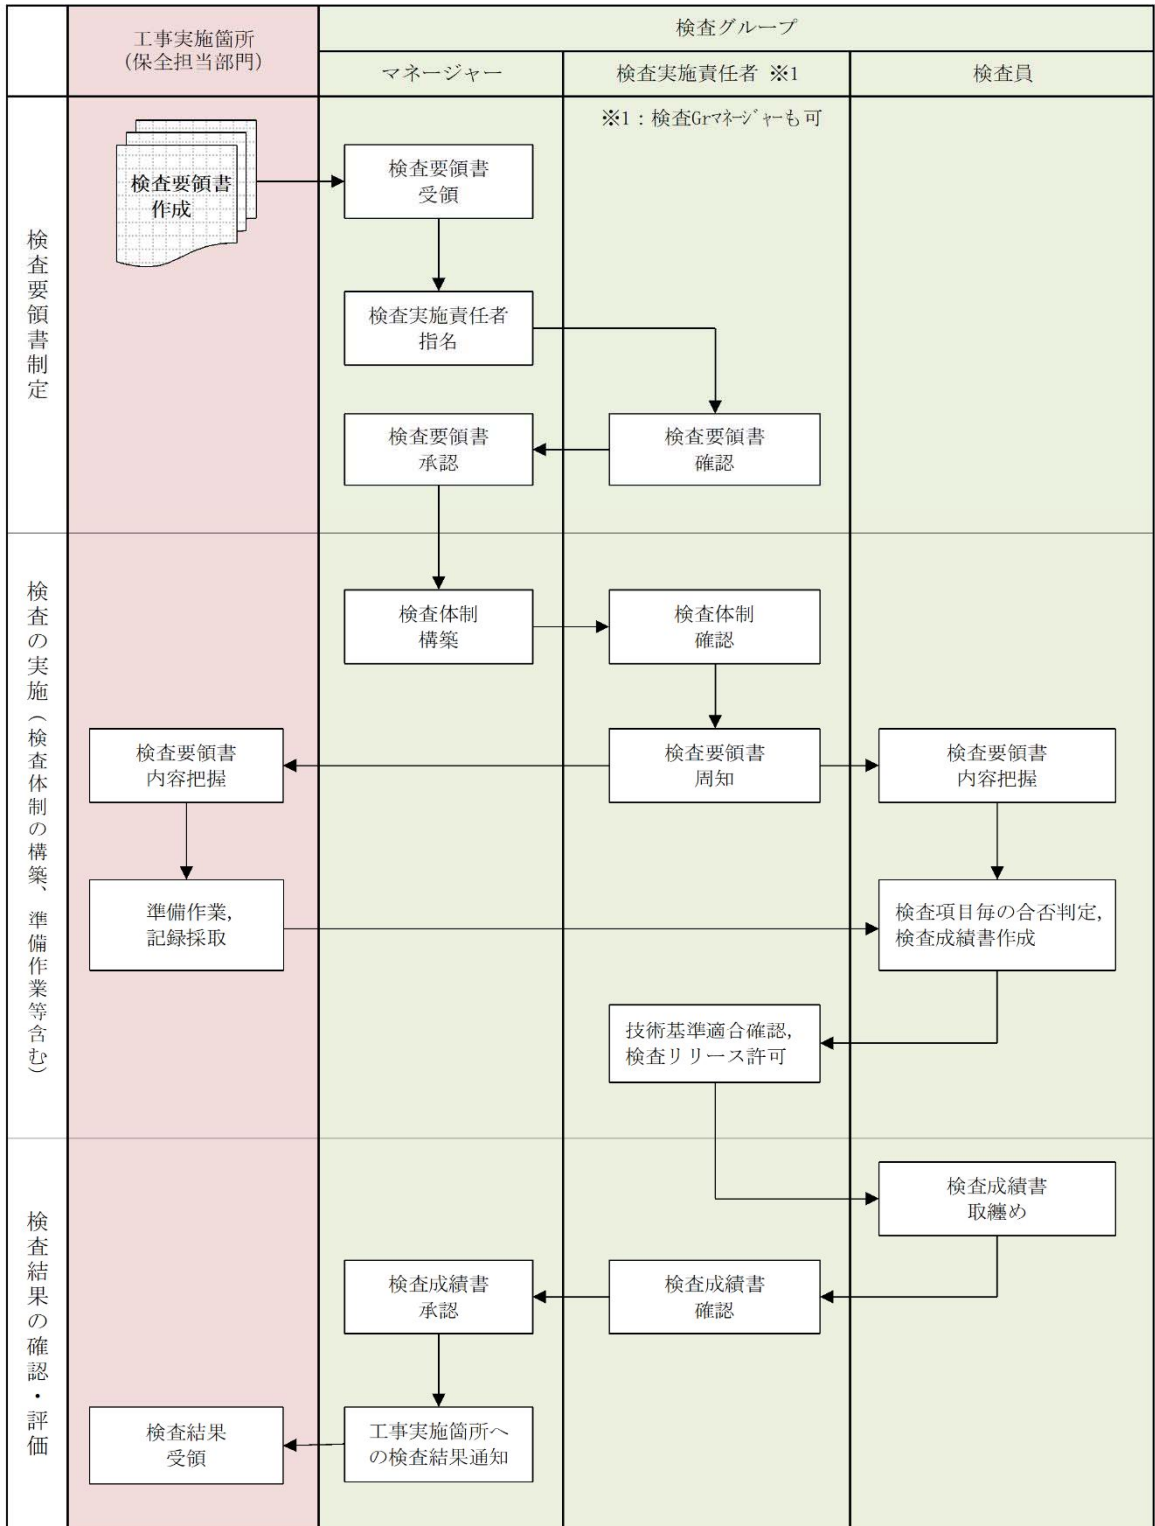 工事実施箇所
(保全担当部門)
検査グループ
マネージャー
検査実施責任者 ※1
検査員
※1：検査Grﾏﾈｰｼﾞｬｰも可
検査要領書制定
検査要領書
作成
検査要領書
受領
検査実施責任者
指名
検査要領書
承認
検査要領書
確認
検査の実施（検査体制の構築、準備作業等含む）
検査体制
構築
検査体制
確認
検査要領書
内容把握
検査要領書
周知
検査要領書
内容把握
準備作業,
記録採取
検査項目毎の合否判定,
検査成績書作成
技術基準適合確認,
検査リリース許可
検査結果の確認・評価
検査成績書
取纏め
検査成績書
承認
検査成績書
確認
検査結果
受領
工事実施箇所へ
の検査結果通知